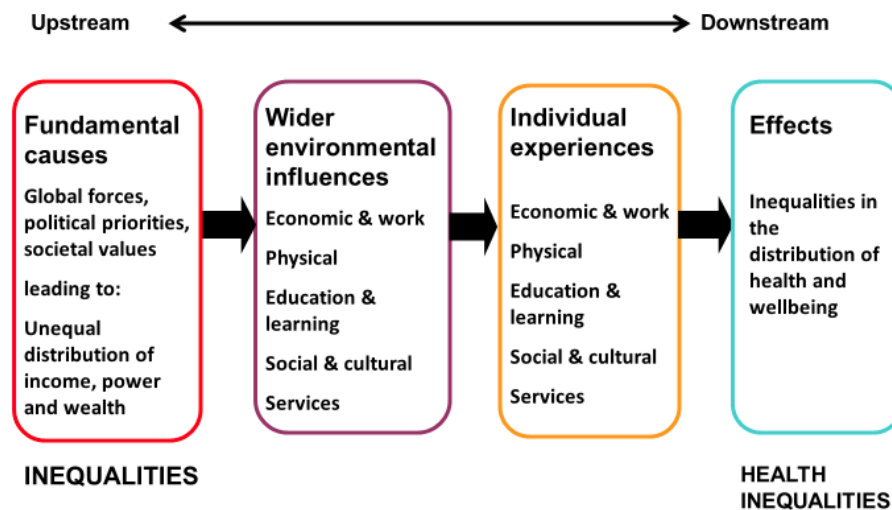 Upstream
Downstream
Fundamental
causes
Global forces,
political priorities,
societal values
leading to:
Unequal
distribution of
income, power
and wealth
Wider
environmental
influences
Economic & work
Physical
Education &
learning
Social & cultural
Services
Individual
experiences
Economic & work
Physical
Education &
learning
Social & cultural
Services
Effects
Inequalities in
the
distribution of
health and
wellbeing
INEQUALITIES
HEALTH
INEQUALITIES